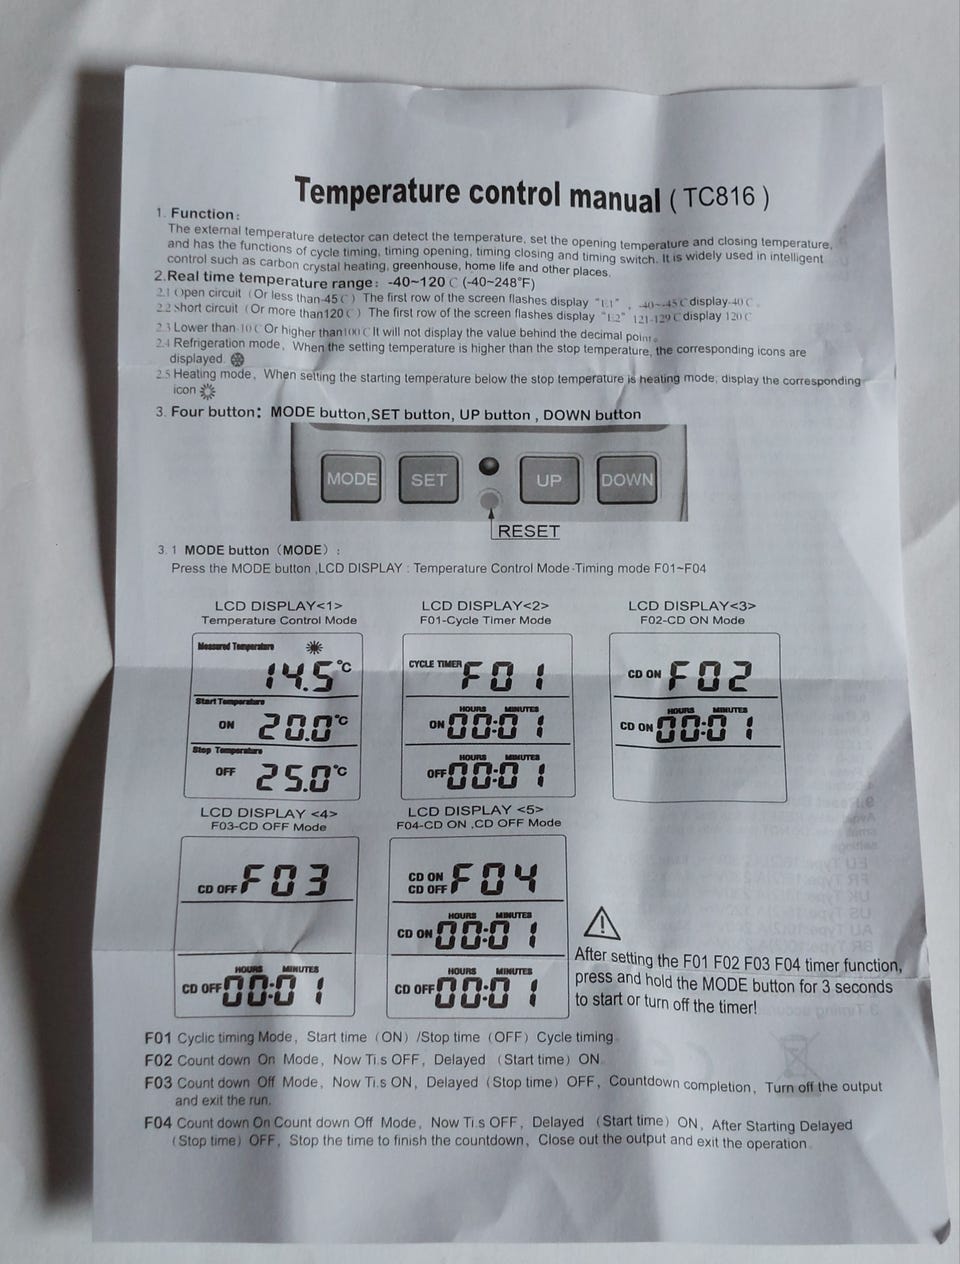 Temperature control manual ( TC816 )
1. Function:
The external temperature detector can detect the temperature, set the opening temperature and closing temperature,
and has the functions of cycle timing, timing opening, timing closing and timing switch. It is widely used in intelligent
control such as carbon crystal heating, greenhouse, home life and other places.
2.Real time temperature range: -40~120 C (-40~248°F)
2.1 Open circuit (Or less than-45 C) The first row of the screen flashes display -40~-45 C display-40 C
2.2 Short circuit (Or more than120 C) The first row of the screen flashes display 121-129 C display 120 C
2.3 Lower than -10 C Or higher than100 C It will not display the value behind the decimal point。
2.4 Refrigeration mode, When the setting temperature is higher than the stop temperature, the corresponding icons are
displayed.
2.5 Heating mode, When setting the starting temperature below the stop temperature is heating mode, display the corresponding
icon
3. Four button: MODE button,SET button, UP button , DOWN button
MODE SET UP DOWN
RESET
3. 1 MODE button (MODE) :
Press the MODE button ,LCD DISPLAY : Temperature Control Mode-Timing mode F01~F04
LCD DISPLAY<1> LCD DISPLAY<2> LCD DISPLAY<3>
Temperature Control Mode F01-Cycle Timer Mode F02-CD ON Mode
Measured Temperature
14.5°C
Start Temperature
ON 20.0°C
Stop Temperature
OFF 25.0°C
CYCLE TIMER F01
HOURS MINUTES
ON 00:01
HOURS MINUTES
OFF 00:01
CD ON F02
HOURS MINUTES
CD ON 00:01
LCD DISPLAY <4> LCD DISPLAY <5>
F03-CD OFF Mode F04-CD ON ,CD OFF Mode
CD OFF F03
HOURS MINUTES
CD OFF 00:01
CD ON
CD OFF F04
HOURS MINUTES
CD ON 00:01
HOURS MINUTES
CD OFF 00:01
After setting the F01 F02 F03 F04 timer function,
press and hold the MODE button for 3 seconds
to start or turn off the timer!
F01 Cyclic timing Mode, Start time (ON) /Stop time (OFF) Cycle timing.
F02 Count down On Mode, Now Ti.s OFF, Delayed (Start time) ON.
F03 Count down Off Mode, Now Ti.s ON, Delayed (Stop time) OFF, Countdown completion, Turn off the output
and exit the run.
F04 Count down On Count down Off Mode, Now Ti.s OFF, Delayed (Start time) ON, After Starting Delayed
(Stop time) OFF, Stop the time to finish the countdown, Close out the output and exit the operation.